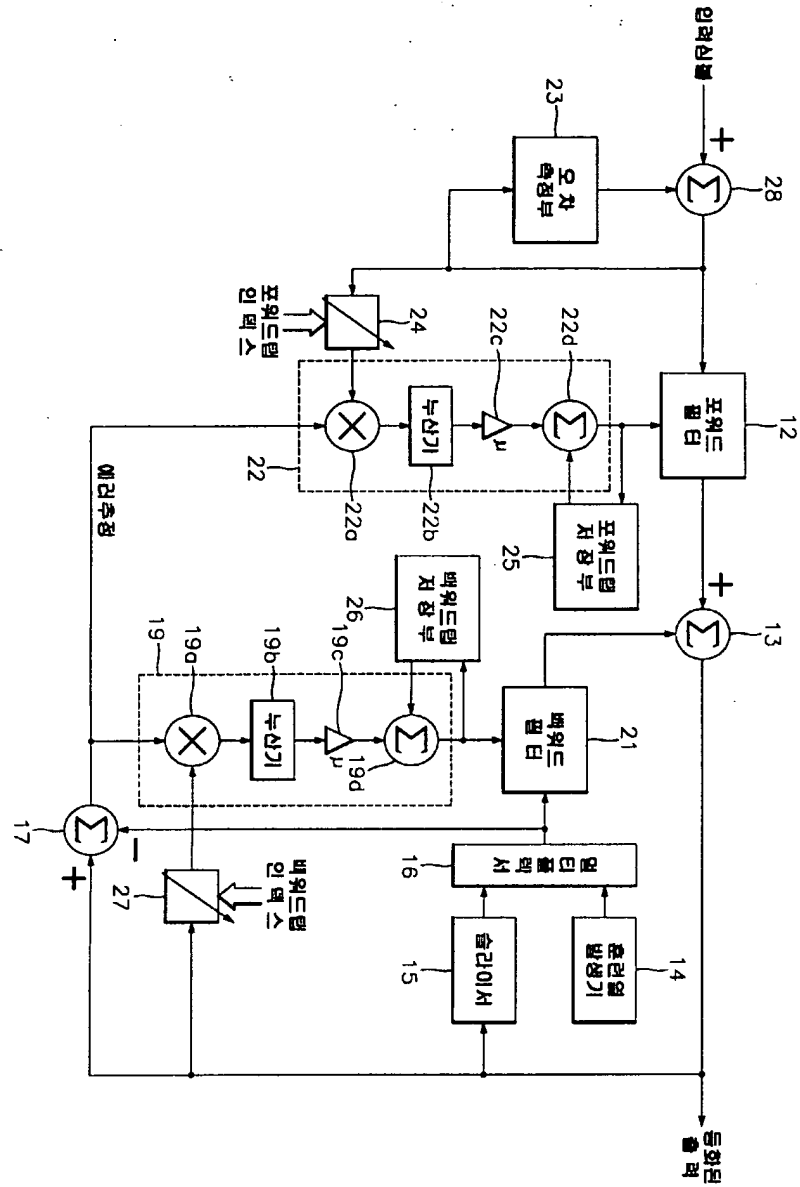 입력신호
+
28
Σ
23
오 차
측정부
12
포워드
필터
+
13
Σ
24
포워드탭
인 덱 스
22
22a
×
22b
누산기
22c
μ
22d
Σ
25
포워드탭
저 장 부
에러추정
26
백워드탭
저 장 부
19
19a
×
19b
누산기
19c
μ
19d
Σ
21
백워드
필터
17
Σ
−
+
27
백워드탭
인 덱 스
16
멀티플렉서
15
슬라이서
14
훈련열
발생기
등화된
출 력